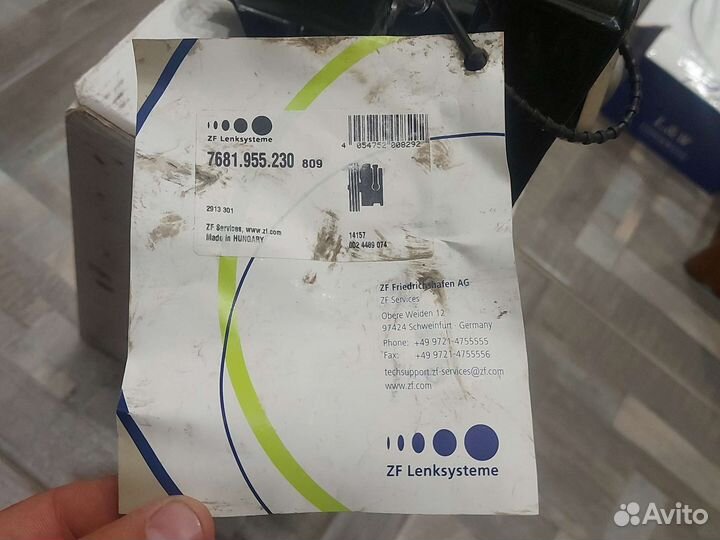 ZF Lenksysteme
7681.955.230 809
4 054752 000292
2913 301
ZF Services, www.zf.com
Made in HUNGARY
14157
002 4489 074
ZF Friedrichshafen AG
ZF Services
Obere Weiden 12
97424 Schweinfurt · Germany
Phone: +49 9721-4755555
Fax: +49 9721-4755556
techsupport.zf-services@zf.com
www.zf.com
ZF Lenksysteme
Avito